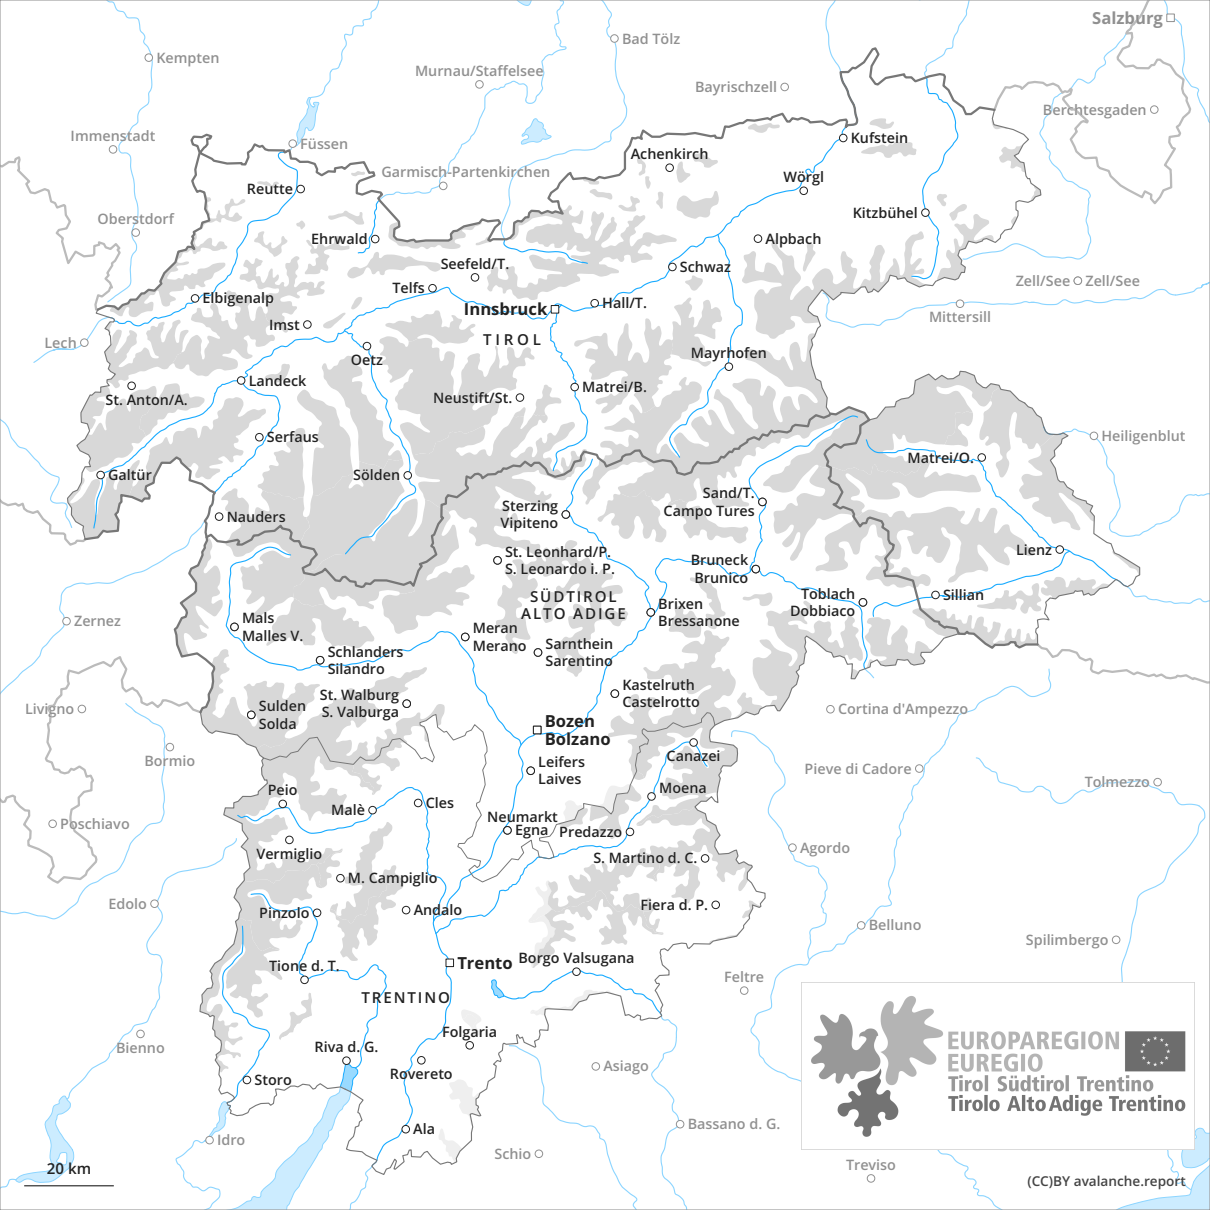 Salzburg
Bad Tölz
Kempten
Murnau/Staffelsee
Bayrischzell
Berchtesgaden
Immenstadt
Füssen
Kufstein
Achenkirch
Garmisch-Partenkirchen
Wörgl
Reutte
Oberstdorf
Kitzbühel
Ehrwald
Alpbach
Seefeld/T.
Schwaz
Zell/See
Zell/See
Telfs
Elbigenalp
Innsbruck
Hall/T.
Mittersill
Imst
TIROL
Lech
Oetz
Mayrhofen
Landeck
Matrei/B.
St. Anton/A.
Neustift/St.
Serfaus
Heiligenblut
Matrei/O.
Galtür
Sölden
Sand/T.
Campo Tures
Sterzing
Vipiteno
Nauders
Lienz
St. Leonhard/P.
S. Leonardo i. P.
Bruneck
Brunico
SÜDTIROL
ALTO ADIGE
Toblach
Dobbiaco
Sillian
Brixen
Bressanone
Zernez
Mals
Malles V.
Meran
Merano
Sarnthein
Sarentino
Schlanders
Silandro
St. Walburg
S. Valburga
Kastelruth
Castelrotto
Livigno
Sulden
Solda
Cortina d'Ampezzo
Bozen
Bolzano
Bormio
Canazei
Leifers
Laives
Pieve di Cadore
Tolmezzo
Peio
Moena
Malè
Cles
Neumarkt
Egna
Predazzo
Poschiavo
Vermiglio
Agordo
S. Martino d. C.
M. Campiglio
Edolo
Pinzolo
Andalo
Fiera d. P.
Belluno
Spilimbergo
Trento
Borgo Valsugana
Tione d. T.
Feltre
TRENTINO
Folgaria
Bienno
Riva d. G.
Rovereto
Asiago
Storo
EUROPAREGION
EUREGIO
Tirol Südtirol Trentino
Tirolo Alto Adige Trentino
Ala
Bassano d. G.
Idro
Schio
Treviso
20 km
(CC)BY avalanche.report